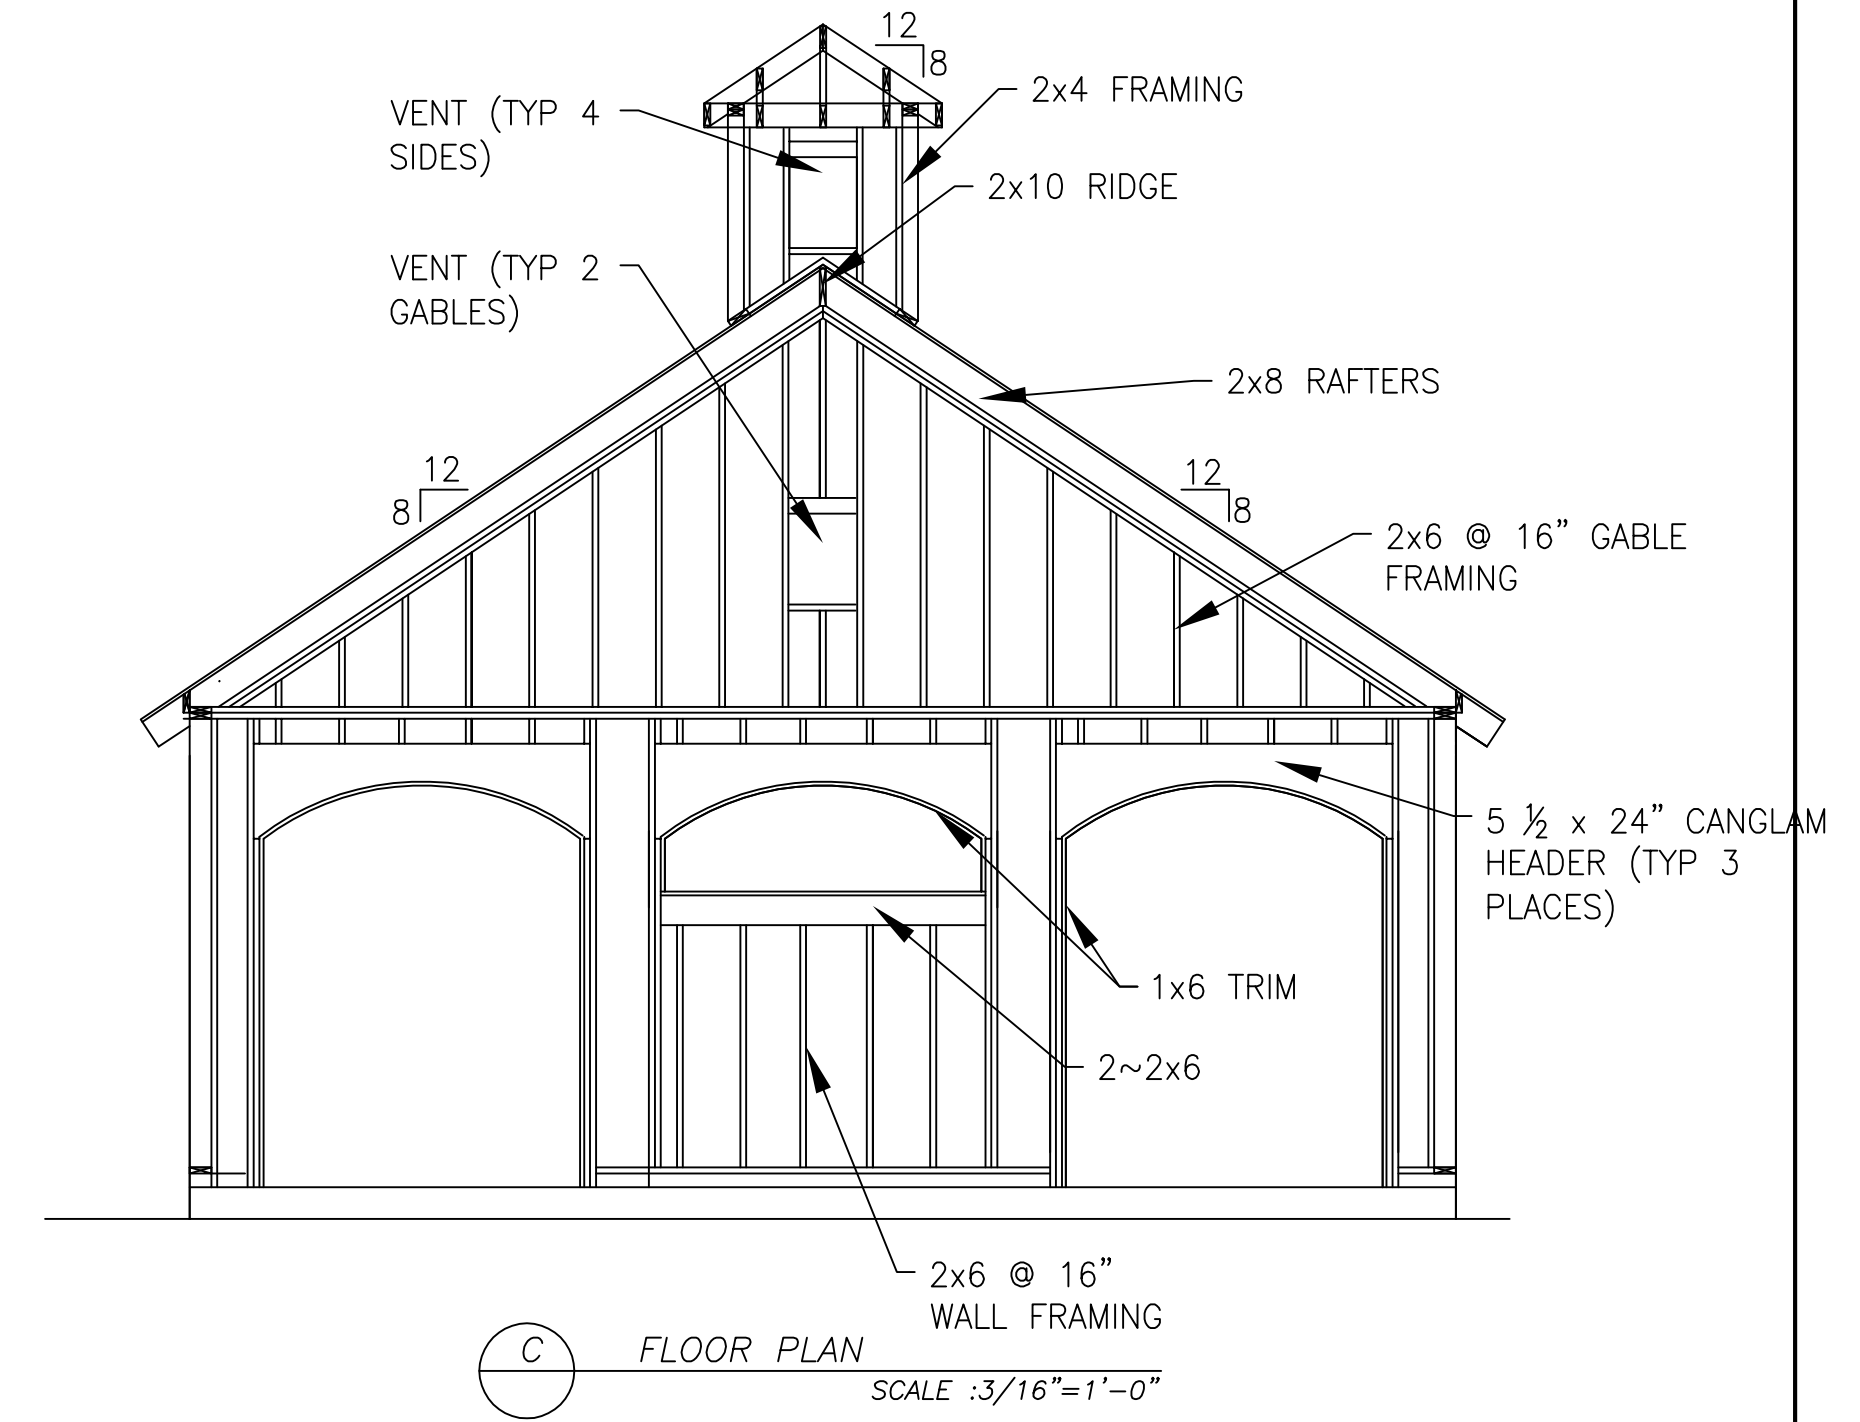 12
8
2x4 FRAMING
VENT (TYP 4
SIDES)
2x10 RIDGE
VENT (TYP 2
GABLES)
2x8 RAFTERS
12
8
12
8
2x6 @ 16” GABLE
FRAMING
5 ½ x 24” CANGLAM
HEADER (TYP 3
PLACES)
1x6 TRIM
2~2x6
2x6 @ 16”
WALL FRAMING
C
FLOOR PLAN
SCALE :3/16”=1’-0”